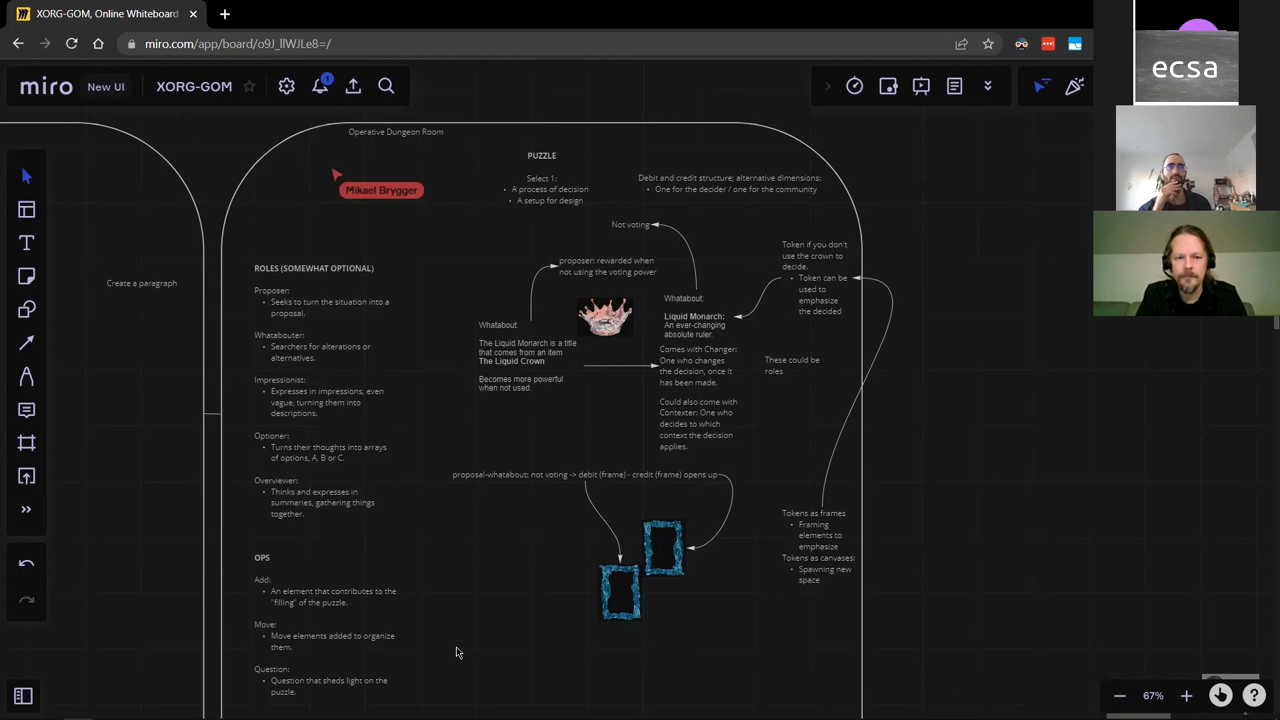 XORG-GOM, Online Whiteboard
miro.com/app/board/o9J_llWJLe8=/
miro
New UI
XORG-GOM
1
ecsa
Operative Dungeon Room
Mikael Brygger
Create a paragraph
PUZZLE
Select 1:
• A process of decision
• A setup for design
Debit and credit structure; alternative dimensions:
• One for the decider / one for the community
Not voting
proposer: rewarded when
not using the voting power
Token if you don't
use the crown to
decide.
• Token can be
used to
emphasize
the decided
ROLES (SOMEWHAT OPTIONAL)
Proposer:
• Seeks to turn the situation into a
proposal.
Whatabouter:
• Searchers for alterations or
alternatives.
Impressionist:
• Expresses in impressions, even
vague, turning them into
descriptions.
Optioner:
• Turns their thoughts into arrays
of options, A, B or C.
Overviewer:
• Thinks and expresses in
summaries, gathering things
together.
OPS
Add:
• An element that contributes to the
"filling" of the puzzle.
Move:
• Move elements added to organize
them.
Question:
• Question that sheds light on the
puzzle.
Whatabout:
The Liquid Monarch is a title
that comes from an item
The Liquid Crown
Becomes more powerful
when not used.
Whatabout:
Liquid Monarch:
An ever-changing
absolute ruler.
Comes with Changer:
One who changes
the decision, once it
has been made.
Could also come with
Contexter: One who
decides to which
context the decision
applies.
These could be
roles
proposal-whatabout: not voting -> debit (frame) - credit (frame) opens up
Tokens as frames
• Framing
elements to
emphasize
Tokens as canvases:
• Spawning new
space
67%